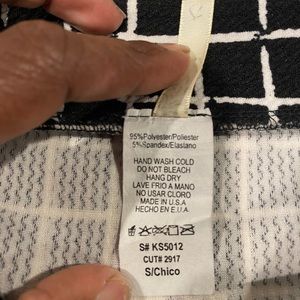 95%Polyester/Poliester
5%Spandex/Elastano
HAND WASH COLD
DO NOT BLEACH
HANG DRY
LAVE FRIO A MANO
NO USAR CLORO
MADE IN U.S.A
HECHO EN E.U.A.
S# KS5012
CUT# 2917
S/Chico